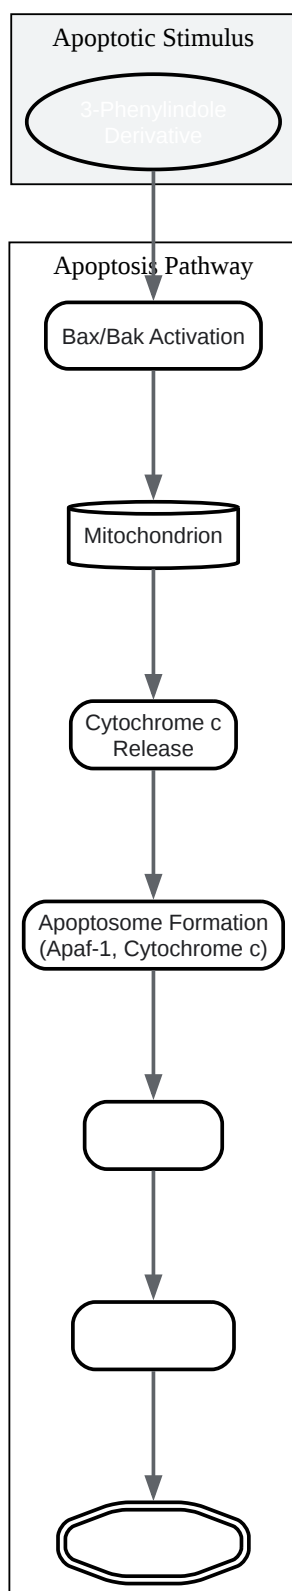 Apoptotic Stimulus
3-Phenylindole
Derivative
Apoptosis Pathway
Bax/Bak Activation
Mitochondrion
Cytochrome c
Release
Apoptosome Formation
(Apaf-1, Cytochrome c)